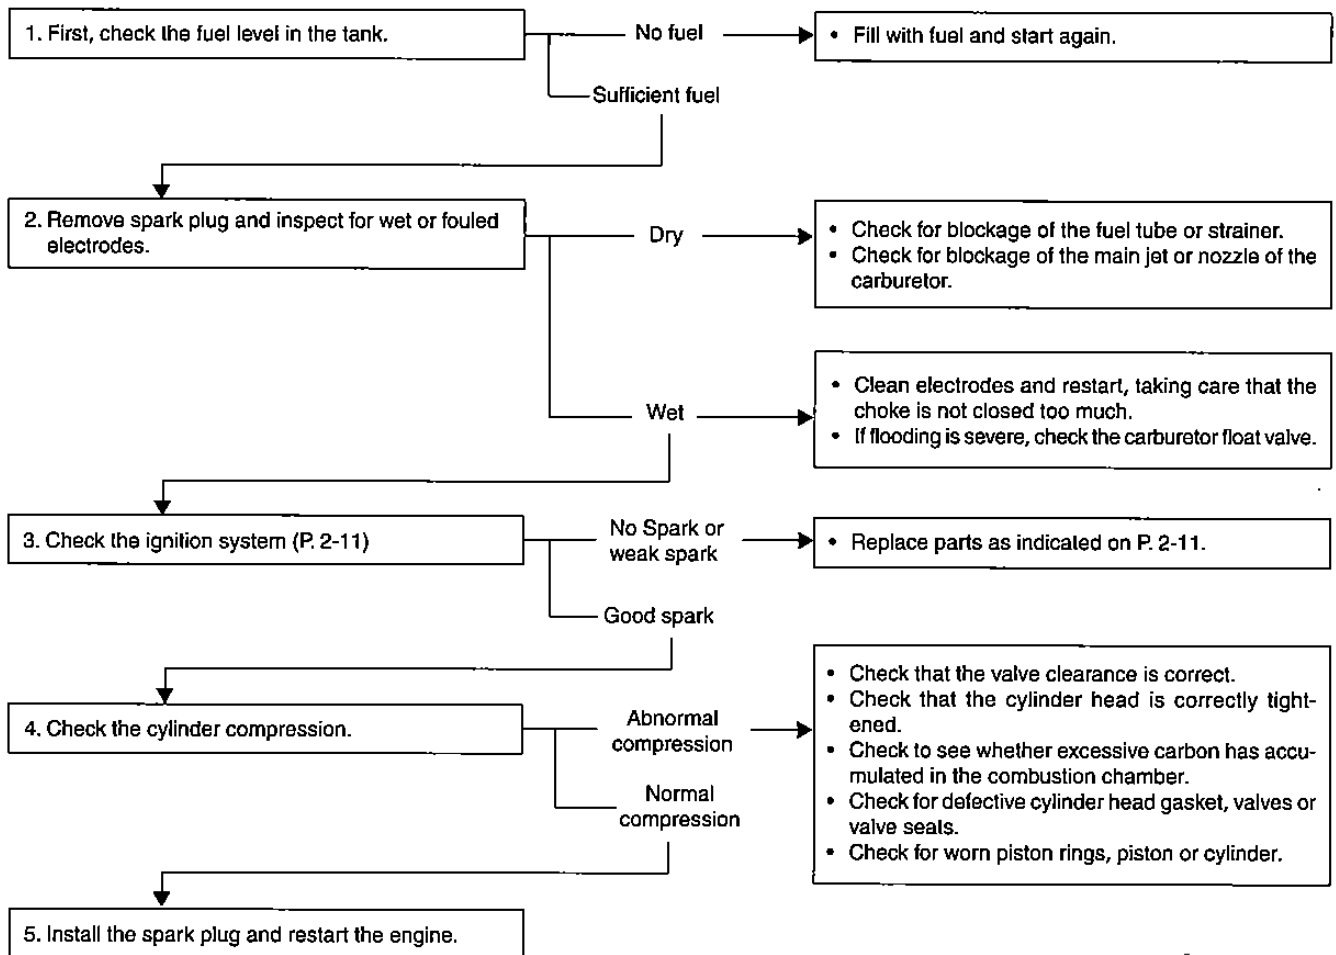 1. First, check the fuel level in the tank.
No fuel
• Fill with fuel and start again.
Sufficient fuel
2. Remove spark plug and inspect for wet or fouled
electrodes.
Dry
• Check for blockage of the fuel tube or strainer.
• Check for blockage of the main jet or nozzle of the
carburetor.
Wet
• Clean electrodes and restart, taking care that the
choke is not closed too much.
• If flooding is severe, check the carburetor float valve.
3. Check the ignition system (P. 2-11)
No Spark or
weak spark
• Replace parts as indicated on P. 2-11.
Good spark
4. Check the cylinder compression.
Abnormal
compression
• Check that the valve clearance is correct.
• Check that the cylinder head is correctly tight-
ened.
• Check to see whether excessive carbon has accu-
mulated in the combustion chamber.
• Check for defective cylinder head gasket, valves or
valve seals.
• Check for worn piston rings, piston or cylinder.
Normal
compression
5. Install the spark plug and restart the engine.